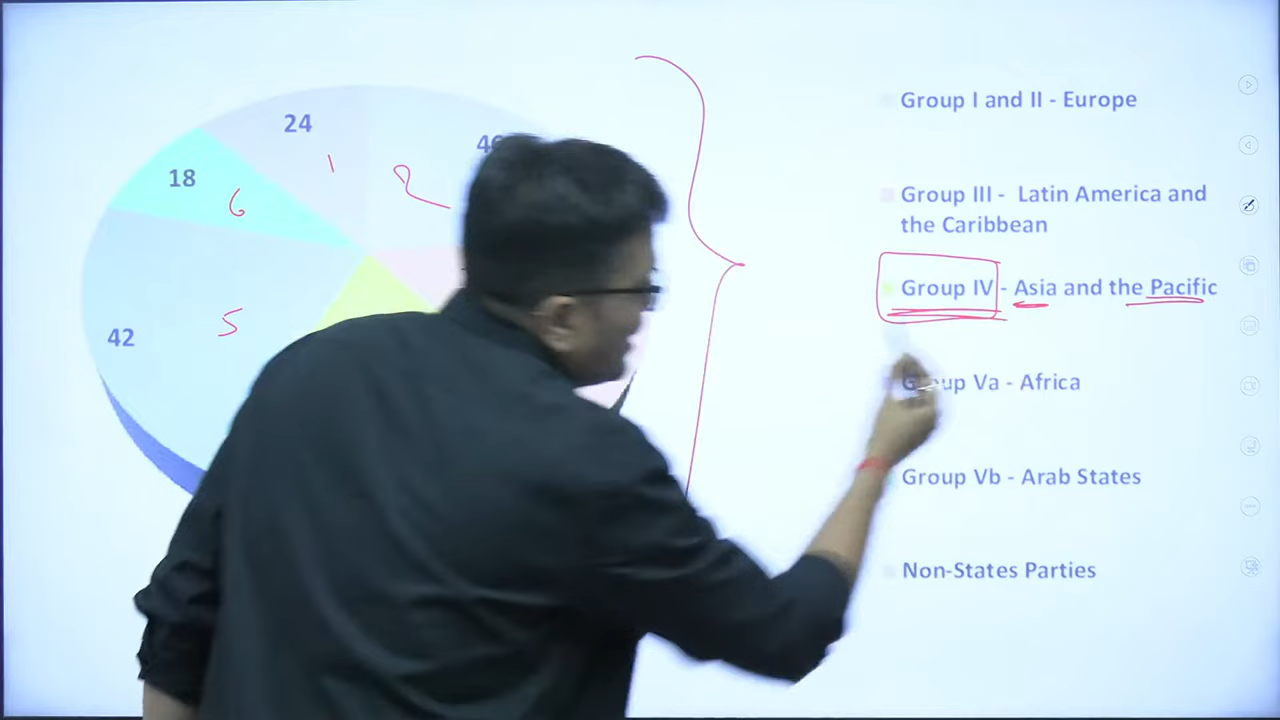 24
18
6
1
2
5
42
Group I and II - Europe
Group III - Latin America and
the Caribbean
Group IV - Asia and the Pacific
Group Va - Africa
Group Vb - Arab States
Non-States Parties